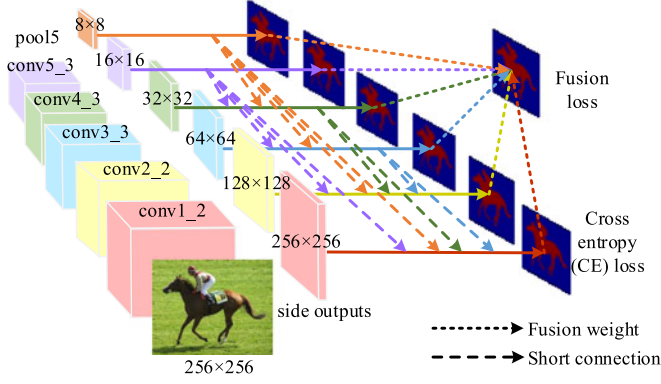 8×8
pool5
16×16
conv5_3
32×32
conv4_3
64×64
conv3_3
128×128
conv2_2
256×256
conv1_2
Fusion
loss
Cross
entropy
(CE) loss
side outputs
256×256
Fusion weight
Short connection